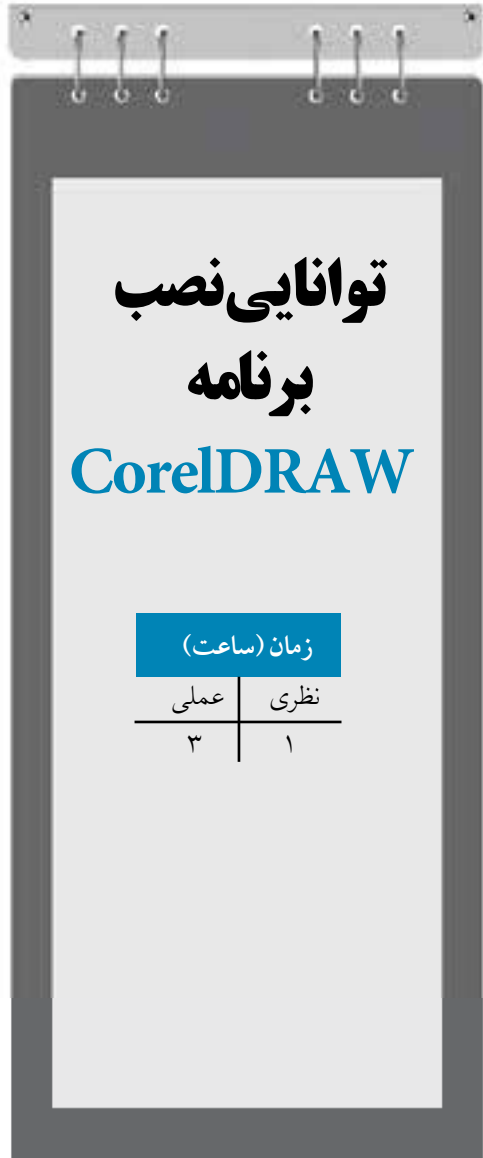 توانایی‌نصب
برنامه
CorelDRAW
زمان (ساعت)
نظری عملی
۱ ۳